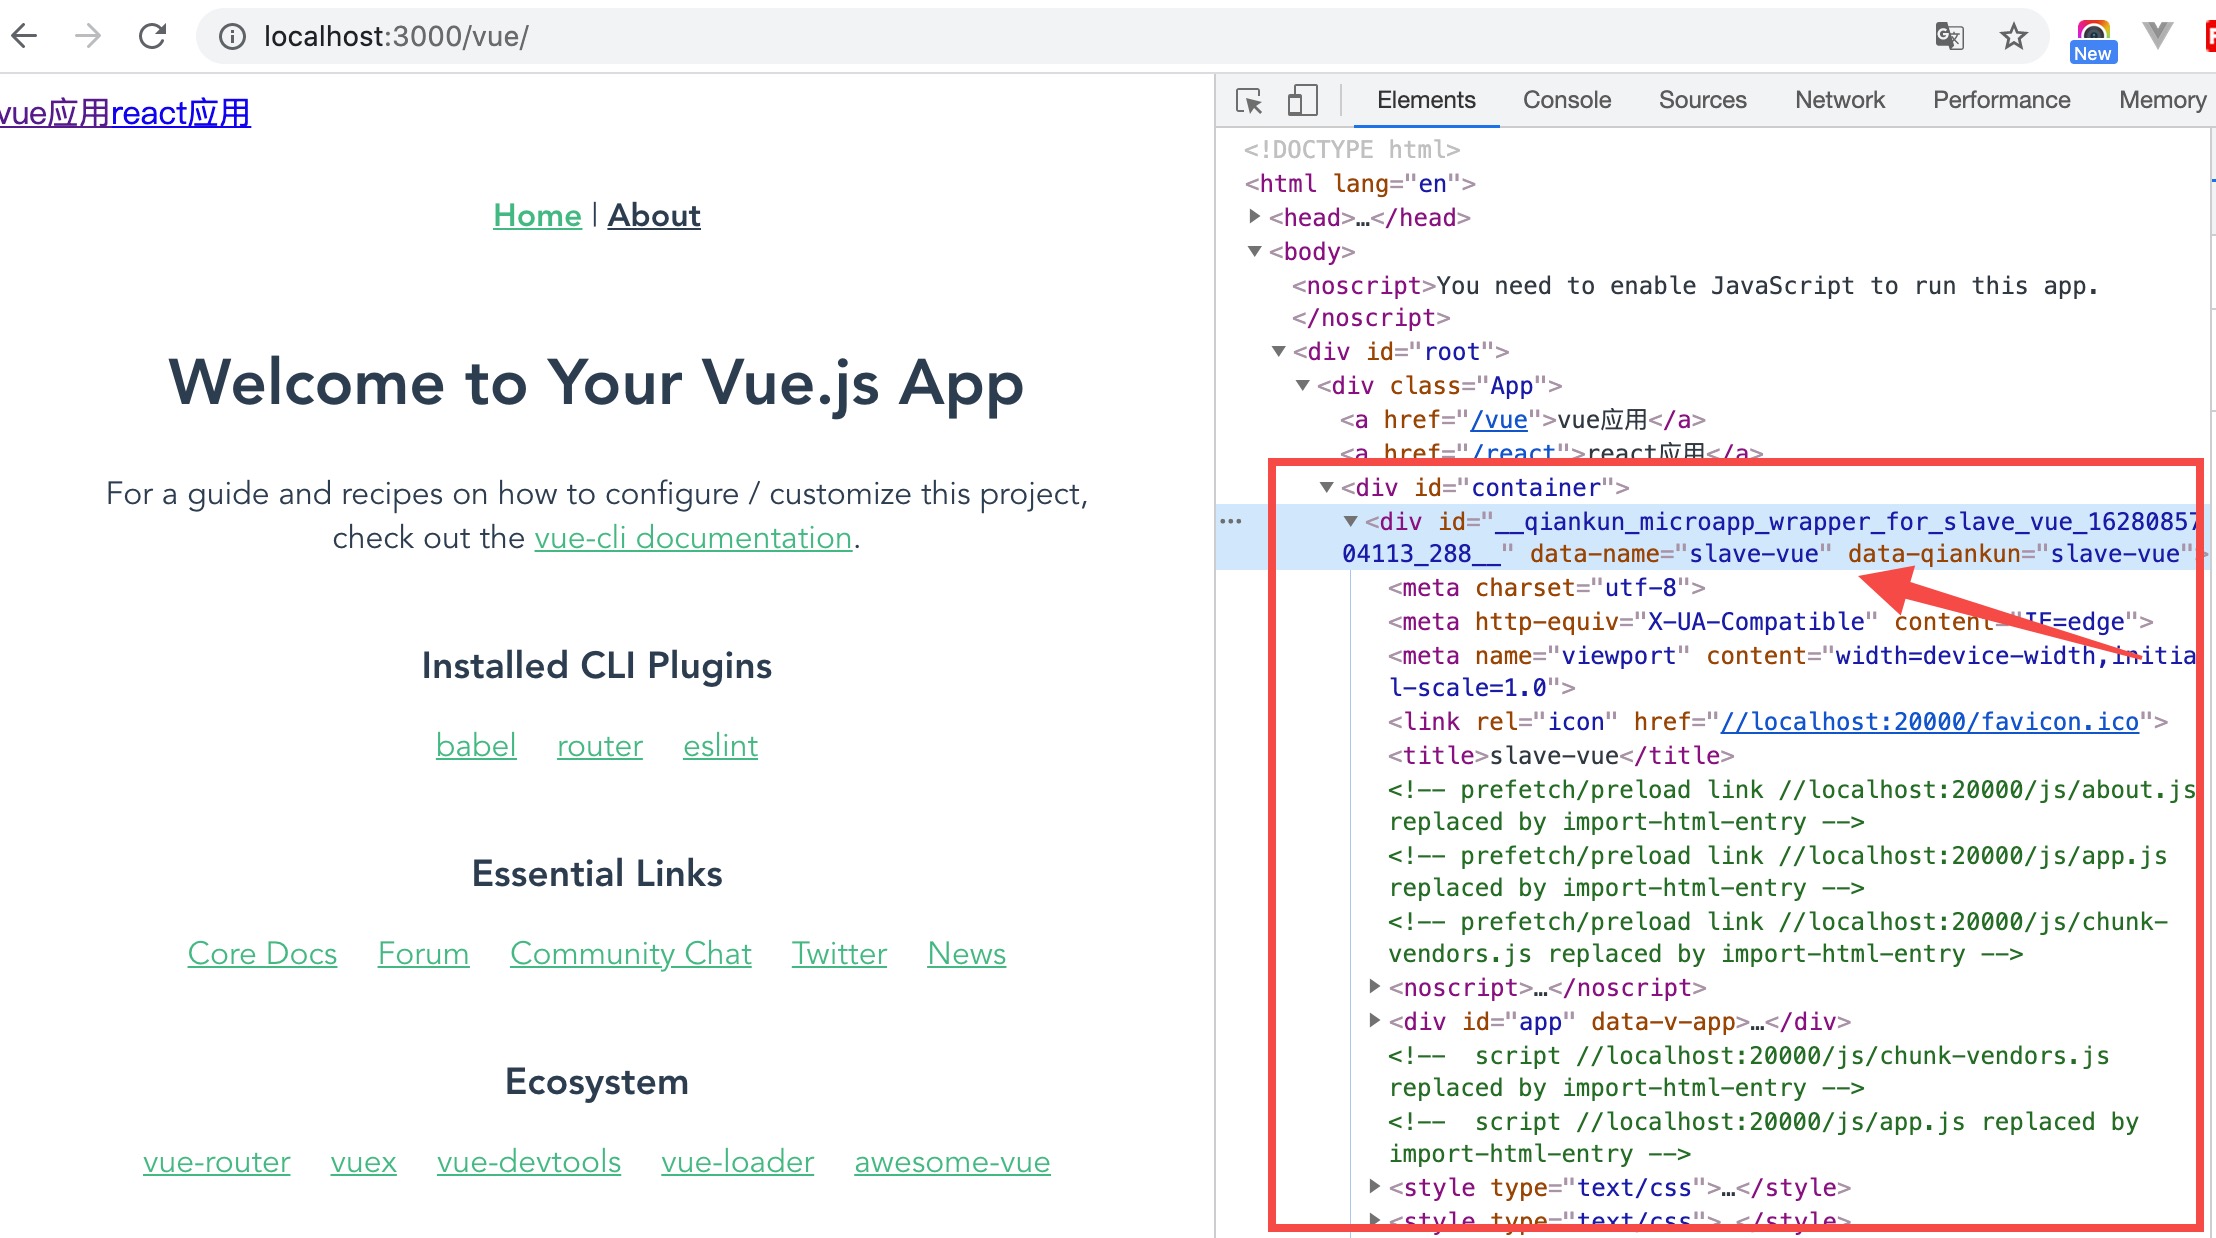 localhost:3000/vue/
New
vue应用react应用
Home | About
Welcome to Your Vue.js App
For a guide and recipes on how to configure / customize this project,
check out the vue-cli documentation.
Installed CLI Plugins
babel router eslint
Essential Links
Core Docs Forum Community Chat Twitter News
Ecosystem
vue-router vuex vue-devtools vue-loader awesome-vue
Elements Console Sources Network Performance Memory
<!DOCTYPE html>
<html lang="en">
<head>…</head>
<body>
<noscript>You need to enable JavaScript to run this app.
</noscript>
<div id="root">
<div class="App">
<a href="/vue">vue应用</a>
<a href="/react">react应用</a>
<div id="container">
<div id="__qiankun_microapp_wrapper_for_slave_vue_16280857
04113_288__" data-name="slave-vue" data-qiankun="slave-vue">
<meta charset="utf-8">
<meta http-equiv="X-UA-Compatible" content="IE=edge">
<meta name="viewport" content="width=device-width,initia
l-scale=1.0">
<link rel="icon" href="//localhost:20000/favicon.ico">
<title>slave-vue</title>
<!-- prefetch/preload link //localhost:20000/js/about.js
replaced by import-html-entry -->
<!-- prefetch/preload link //localhost:20000/js/app.js
replaced by import-html-entry -->
<!-- prefetch/preload link //localhost:20000/js/chunk-
vendors.js replaced by import-html-entry -->
<noscript>…</noscript>
<div id="app" data-v-app>…</div>
<!--  script //localhost:20000/js/chunk-vendors.js
replaced by import-html-entry -->
<!--  script //localhost:20000/js/app.js replaced by
import-html-entry -->
<style type="text/css">…</style>
<style type="text/css">…</style>